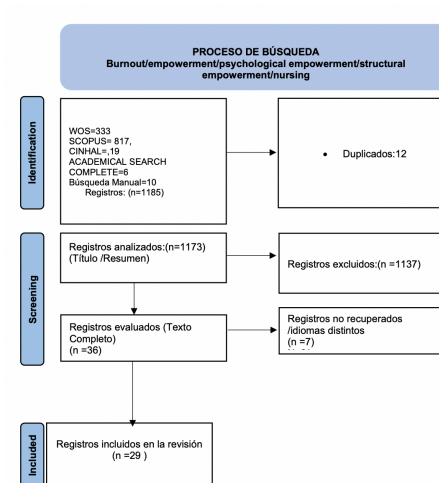 PROCESO DE BÚSQUEDA
Burnout/empowerment/psychological empowerment/structural
empowerment/nursing
Identification
WOS=333
SCOPUS= 817,
CINHAL=,19
ACADEMICAL SEARCH
COMPLETE=6
Búsqueda Manual=10
Registros: (n=1185)
• Duplicados:12
Screening
Registros analizados:(n=1173)
(Título /Resumen)
Registros excluidos:(n =1137)
Registros evaluados (Texto
Completo)
(n =36)
Registros no recuperados
/idiomas distintos
(n =7)
Included
Registros incluidos en la revisión
(n =29 )